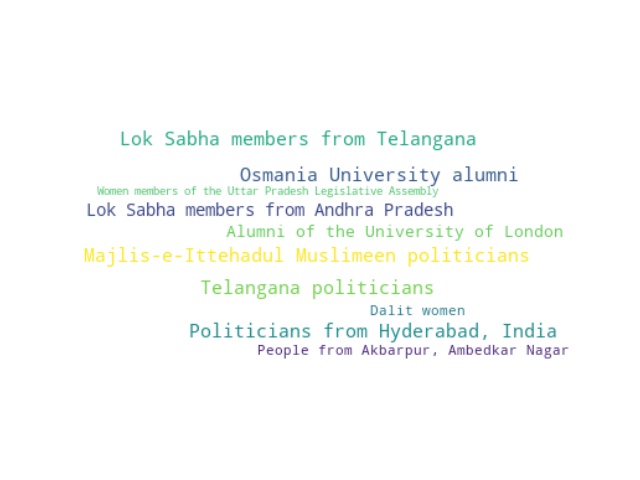 Lok Sabha members from Telangana
Osmania University alumni
Women members of the Uttar Pradesh Legislative Assembly
Lok Sabha members from Andhra Pradesh
Alumni of the University of London
Majlis-e-Ittehadul Muslimeen politicians
Telangana politicians
Dalit women
Politicians from Hyderabad, India
People from Akbarpur, Ambedkar Nagar